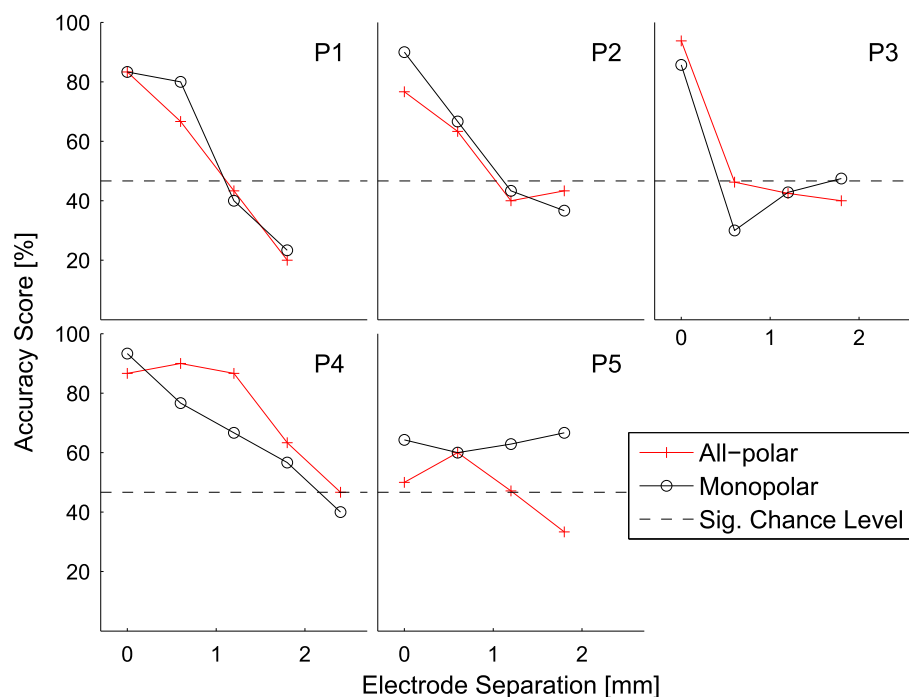 100
80
60
40
20
P1
P2
P3
0 1 2
Accuracy Score [%]
100
80
60
40
20
P4
P5
All-polar
Monopolar
Sig. Chance Level
0 1 2
0 1 2
Electrode Separation [mm]